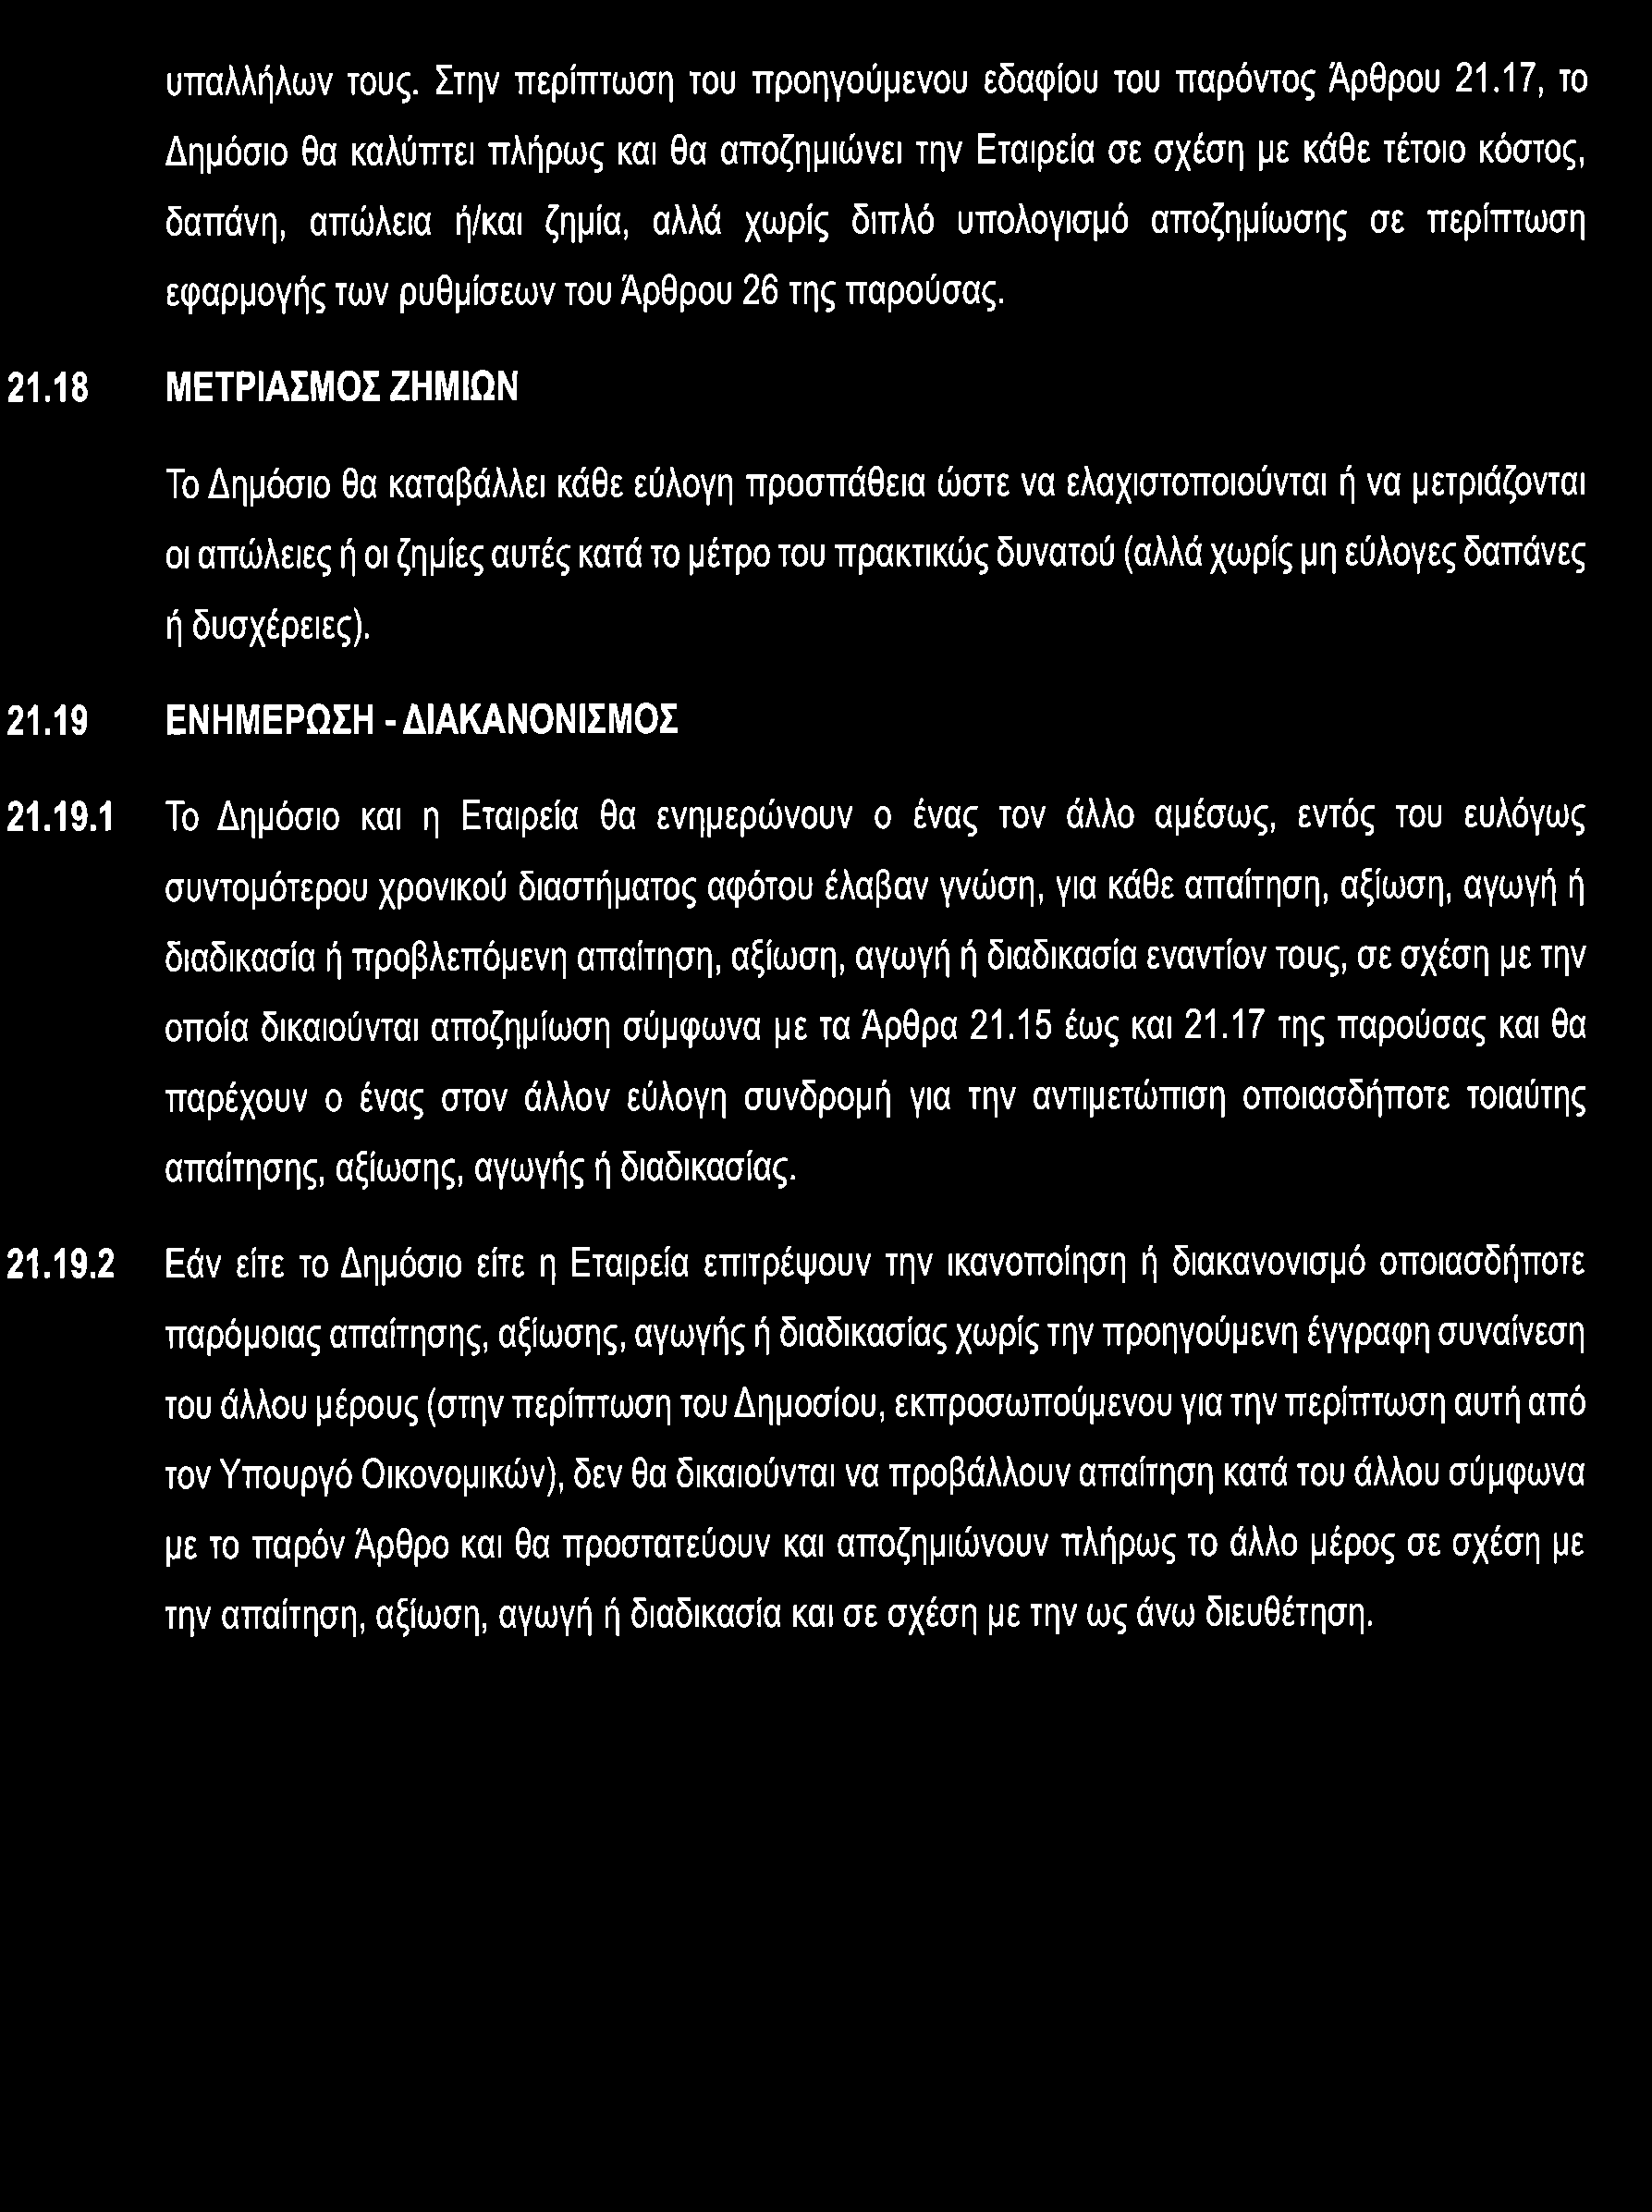 υπαλλήλων τους. Στην περίπτωση του προηγούμενου εδαφίου του παρόντος Άρθρου 21.17, το
Δημόσιο θα καλύπτει πλήρως και θα αποζημιώνει την Εταιρεία σε σχέση με κάθε τέτοιο κόστος,
δαπάνη, απώλεια ή/και ζημία, αλλά χωρίς διπλό υπολογισμό αποζημίωσης σε περίπτωση
εφαρμογής των ρυθμίσεων του Άρθρου 26 της παρούσας.
21.18 ΜΕΤΡΙΑΣΜΟΣ ΖΗΜΙΩΝ
Το Δημόσιο θα καταβάλλει κάθε εύλογη προσπάθεια ώστε να ελαχιστοποιούνται ή να μετριάζονται
οι απώλειες ή οι ζημίες αυτές κατά το μέτρο του πρακτικώς δυνατού (αλλά χωρίς μη εύλογες δαπάνες
ή δυσχέρειες).
21.19 ΕΝΗΜΕΡΩΣΗ - ΔΙΑΚΑΝΟΝΙΣΜΟΣ
21.19.1 Το Δημόσιο και η Εταιρεία θα ενημερώνουν ο ένας τον άλλο αμέσως, εντός του ευλόγως
συντομότερου χρονικού διαστήματος αφότου έλαβαν γνώση, για κάθε απαίτηση, αξίωση, αγωγή ή
διαδικασία ή προβλεπόμενη απαίτηση, αξίωση, αγωγή ή διαδικασία εναντίον τους, σε σχέση με την
οποία δικαιούνται αποζημίωση σύμφωνα με τα Άρθρα 21.15 έως και 21.17 της παρούσας και θα
παρέχουν ο ένας στον άλλον εύλογη συνδρομή για την αντιμετώπιση οποιασδήποτε τοιαύτης
απαίτησης, αξίωσης, αγωγής ή διαδικασίας.
21.19.2 Εάν είτε το Δημόσιο είτε η Εταιρεία επιτρέψουν την ικανοποίηση ή διακανονισμό οποιασδήποτε
παρόμοιας απαίτησης, αξίωσης, αγωγής ή διαδικασίας χωρίς την προηγούμενη έγγραφη συναίνεση
του άλλου μέρους (στην περίπτωση του Δημοσίου, εκπροσωπούμενου για την περίπτωση αυτή από
τον Υπουργό Οικονομικών), δεν θα δικαιούνται να προβάλλουν απαίτηση κατά του άλλου σύμφωνα
με το παρόν Άρθρο και θα προστατεύουν και αποζημιώνουν πλήρως το άλλο μέρος σε σχέση με
την απαίτηση, αξίωση, αγωγή ή διαδικασία και σε σχέση με την ως άνω διευθέτηση.